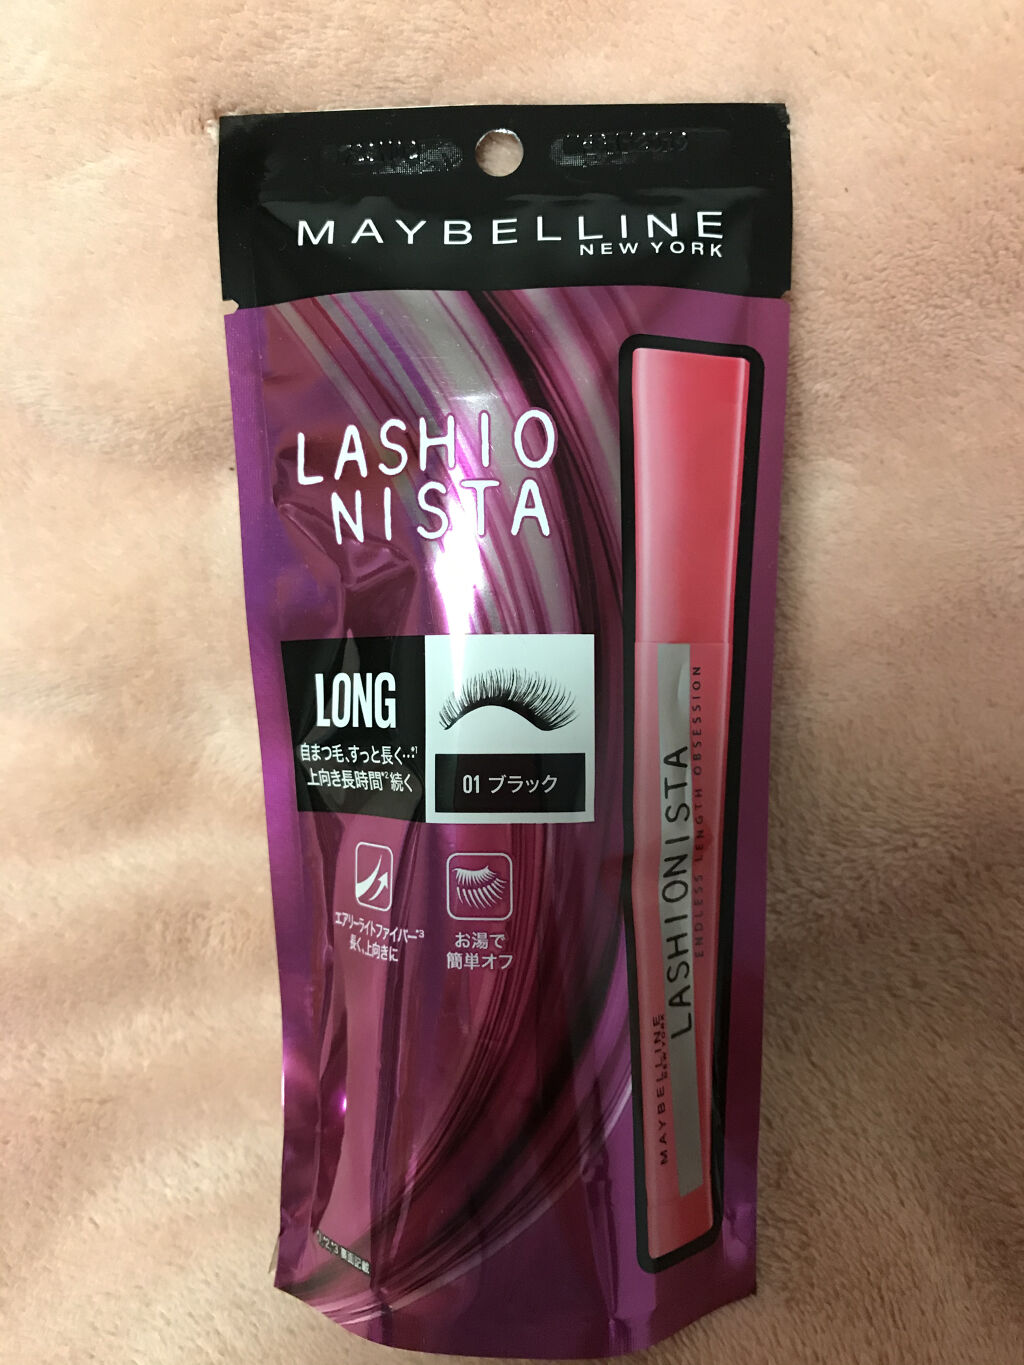 MAYBELLINE
NEW YORK
LASHIO
NISTA
LONG
自まつ毛、すっと長く…*1
上向き長時間*2続く
01 ブラック
エアリーライトファイバー*3
長く、上向きに
お湯で
簡単オフ
MAYBELLINE
NEW YORK
LASHIONISTA
ENDLESS LENGTH OBSESSION